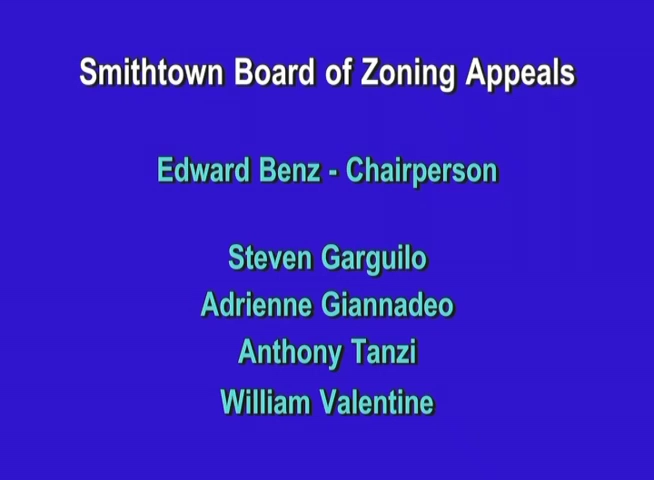 Smithtown Board of Zoning Appeals
Edward Benz - Chairperson
Steven Garguilo
Adrienne Giannadeo
Anthony Tanzi
William Valentine